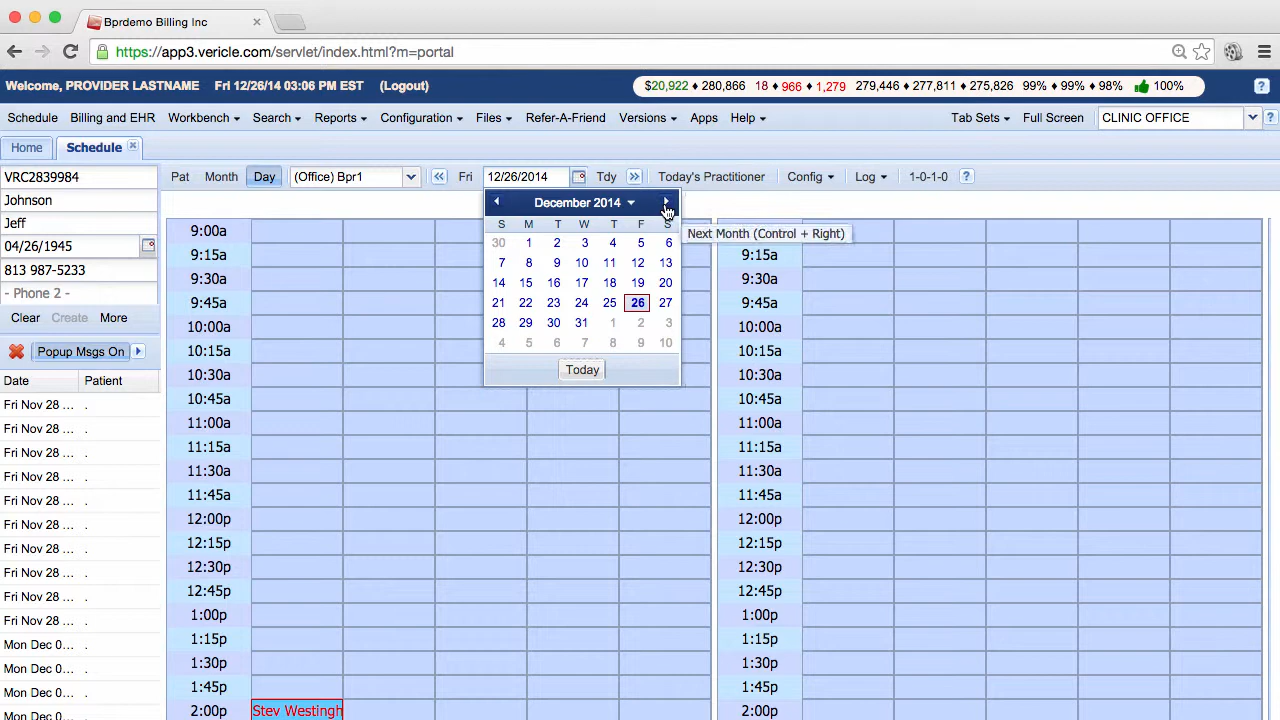 Bprdemo Billing Inc
https://app3.vericle.com/servlet/index.html?m=portal
Welcome, PROVIDER LASTNAME Fri 12/26/14 03:06 PM EST (Logout) $20,922 ♦ 280,866 18 ♦ 966 ♦ 1,279 279,446 ♦ 277,811 ♦ 275,826 99% ♦ 99% ♦ 98% 100% ?
Schedule Billing and EHR Workbench Search Reports Configuration Files Refer-A-Friend Versions Apps Help Tab Sets Full Screen CLINIC OFFICE ?
Home Schedule
VRC2839984 Pat Month Day (Office) Bpr1 Fri 12/26/2014 Tdy Today's Practitioner Config Log 1-0-1-0 ?
Johnson
Jeff
04/26/1945
813 987-5233
- Phone 2 -
Clear Create More
Popup Msgs On
Date Patient
Fri Nov 28 ... .
Fri Nov 28 ... .
Fri Nov 28 ... .
Fri Nov 28 ... .
Fri Nov 28 ... .
Fri Nov 28 ... .
Fri Nov 28 ... .
Fri Nov 28 ... .
Fri Nov 28 ... .
Fri Nov 28 ... .
Mon Dec 0... .
Mon Dec 0... .
Mon Dec 0... .
December 2014
S M T W T F S
30 1 2 3 4 5 6
7 8 9 10 11 12 13
14 15 16 17 18 19 20
21 22 23 24 25 26 27
28 29 30 31 1 2 3
4 5 6 7 8 9 10
Today
Next Month (Control + Right)
9:00a
9:15a
9:30a
9:45a
10:00a
10:15a
10:30a
10:45a
11:00a
11:15a
11:30a
11:45a
12:00p
12:15p
12:30p
12:45p
1:00p
1:15p
1:30p
1:45p
2:00p Stev Westingh
9:15a
9:30a
9:45a
10:00a
10:15a
10:30a
10:45a
11:00a
11:15a
11:30a
11:45a
12:00p
12:15p
12:30p
12:45p
1:00p
1:15p
1:30p
1:45p
2:00p